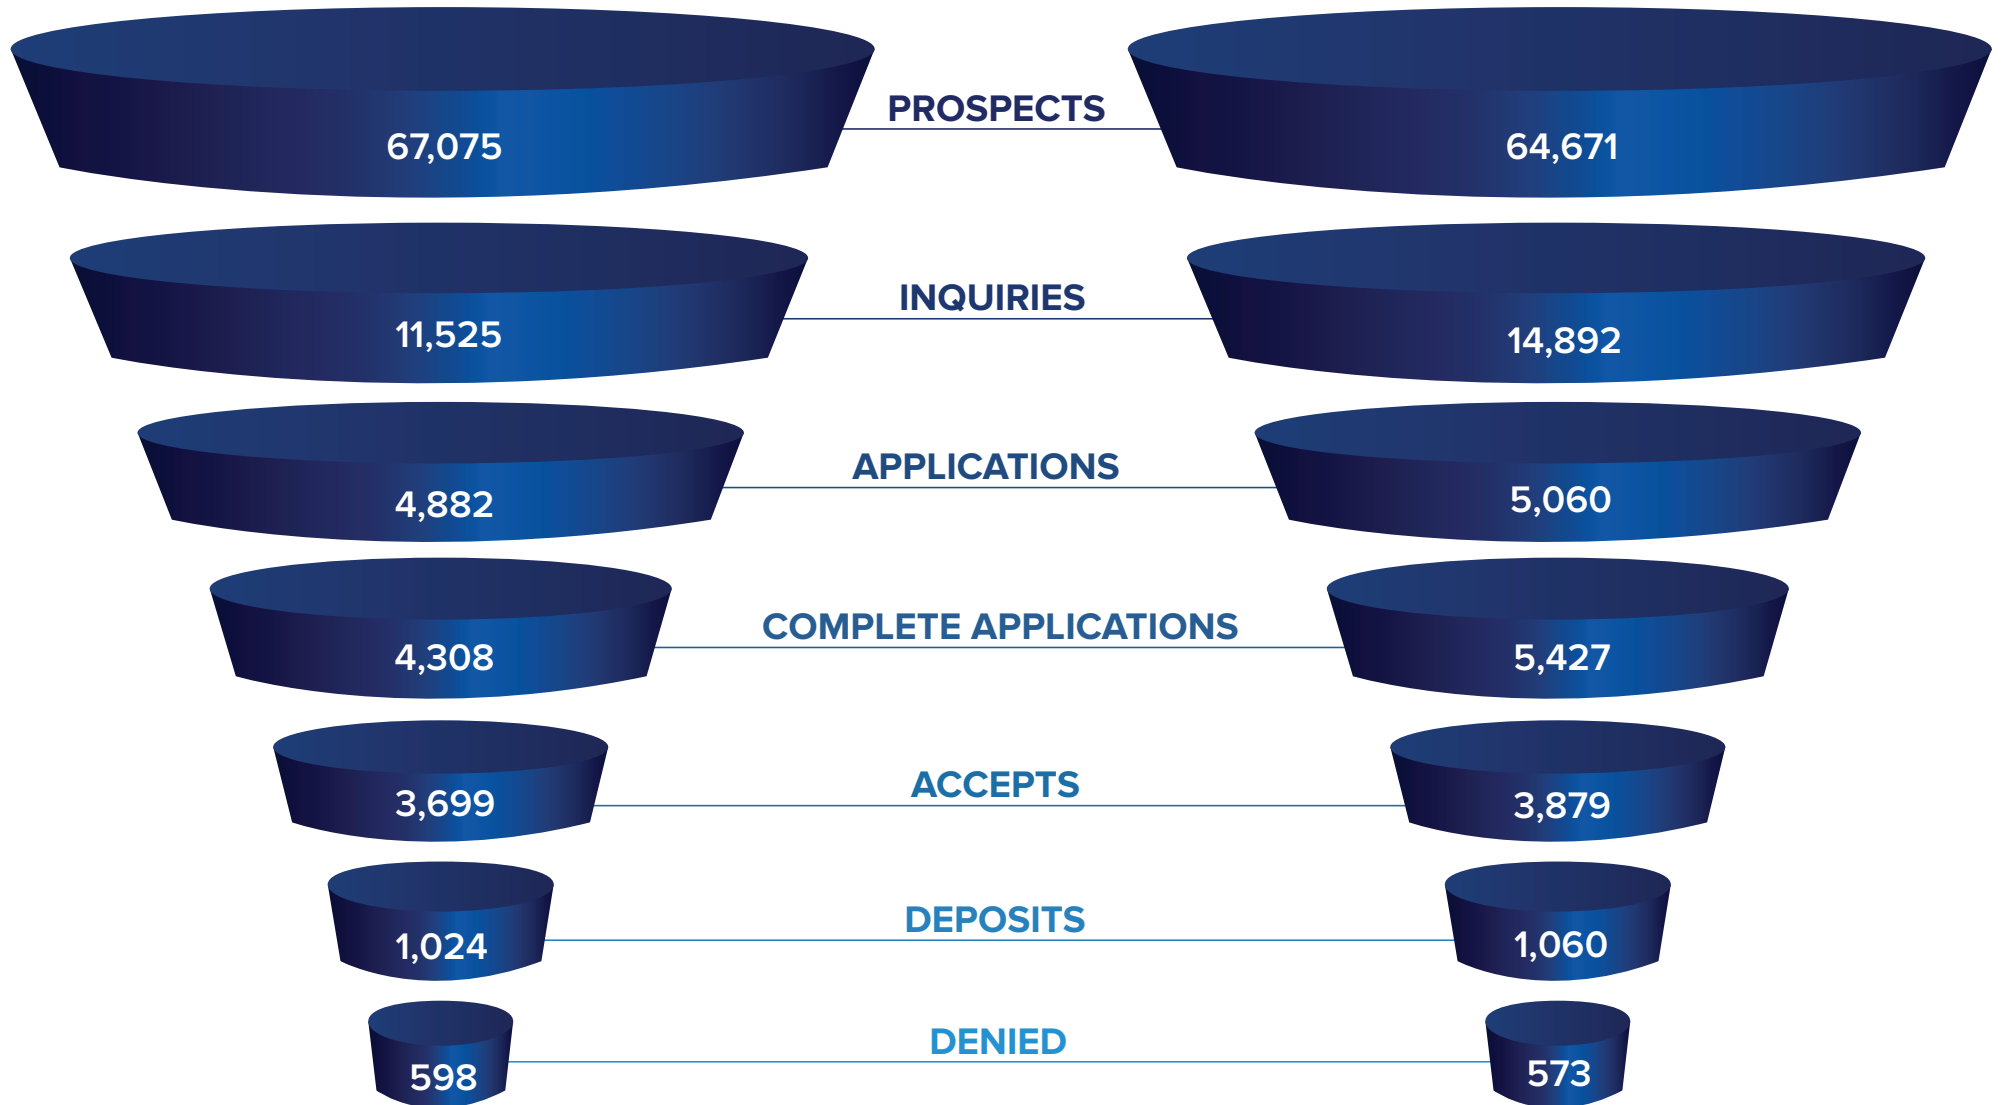 PROSPECTS
67,075
64,671
INQUIRIES
11,525
14,892
APPLICATIONS
4,882
5,060
COMPLETE APPLICATIONS
4,308
5,427
ACCEPTS
3,699
3,879
DEPOSITS
1,024
1,060
DENIED
598
573